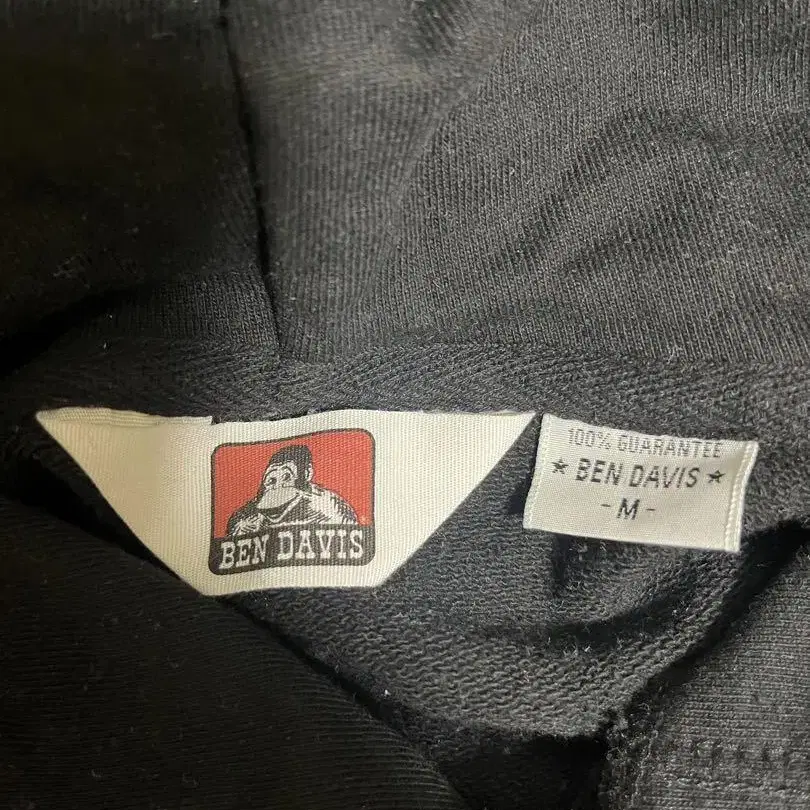 BEN DAVIS
100% GUARANTEE
★ BEN DAVIS ★
- M -